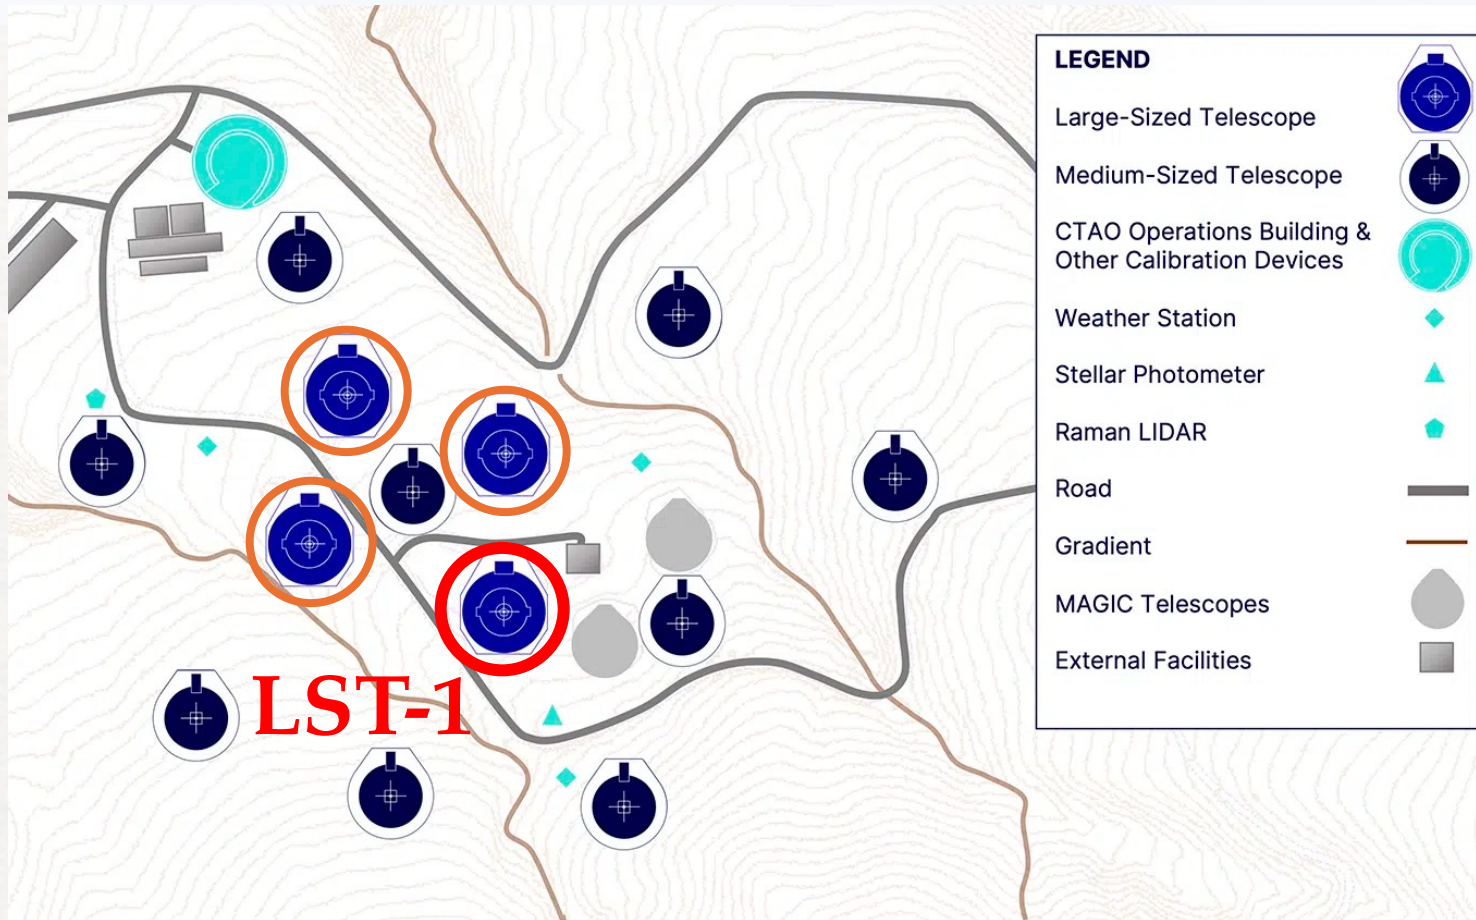 LEGEND
Large-Sized Telescope
Medium-Sized Telescope
CTAO Operations Building &
Other Calibration Devices
Weather Station
Stellar Photometer
Raman LIDAR
Road
Gradient
MAGIC Telescopes
External Facilities
LST-1